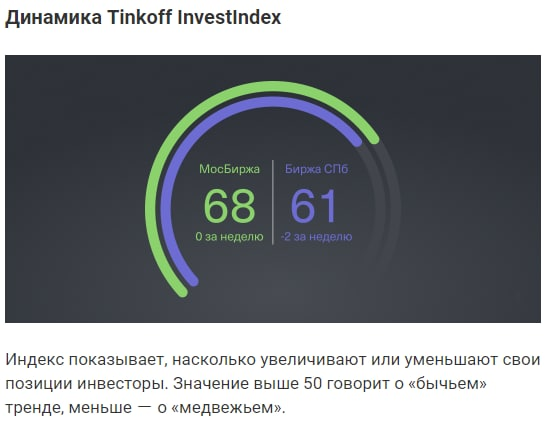 Динамика Tinkoff InvestIndex
МосБиржа
Биржа СПб
68
61
0 за неделю
-2 за неделю
Индекс показывает, насколько увеличивают или уменьшают свои
позиции инвесторы. Значение выше 50 говорит о «бычьем»
тренде, меньше — о «медвежьем».